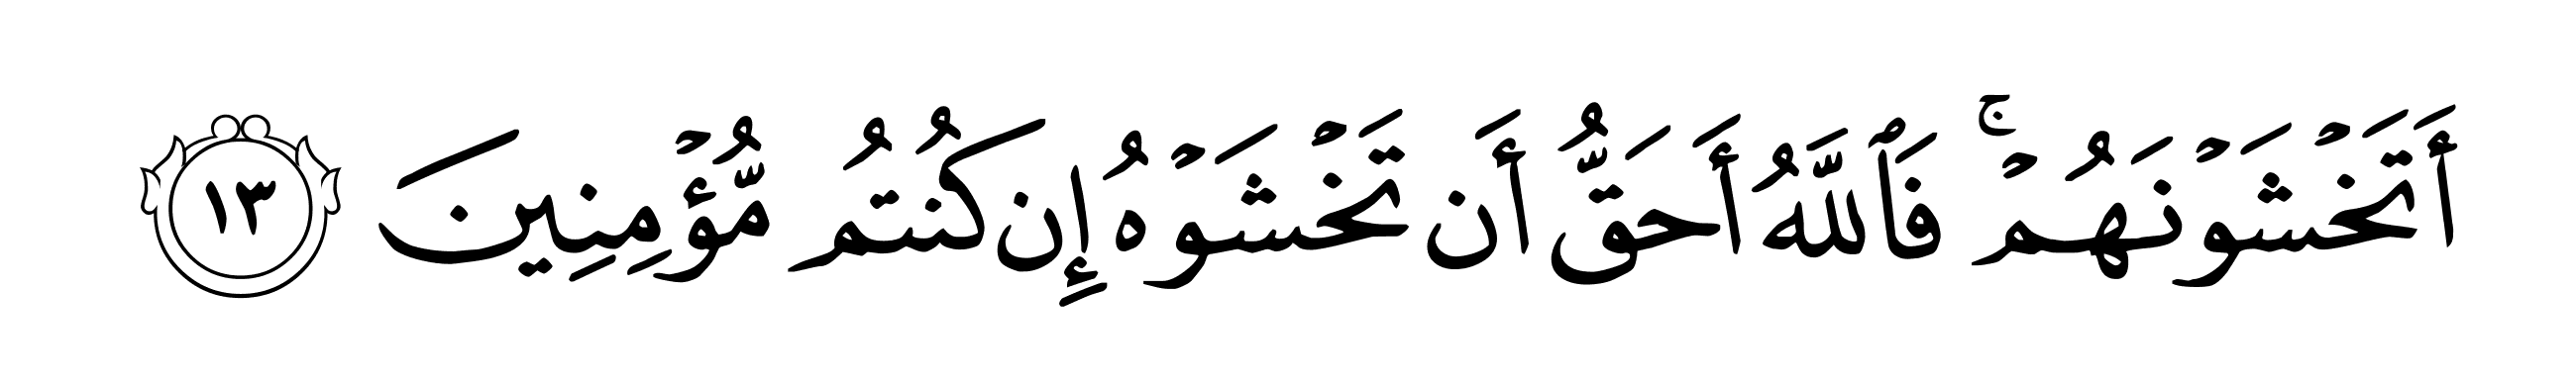 أَتَخْشَوْنَهُمْۚ فَٱللَّهُ أَحَقُّ أَن تَخْشَوْهُ إِن كُنتُم مُّؤْمِنِينَ ١٣